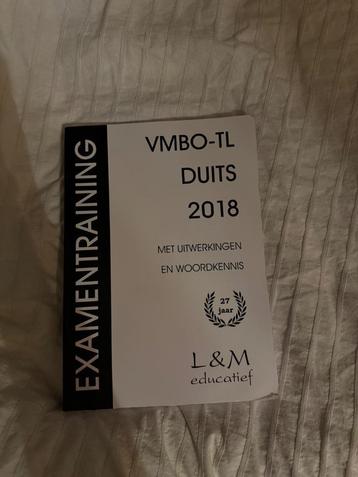 EXAMENTRAINING
VMBO-TL
DUITS
2018
MET UITWERKINGEN
EN WOORDKENNIS
27
jaar
L&M
educatief